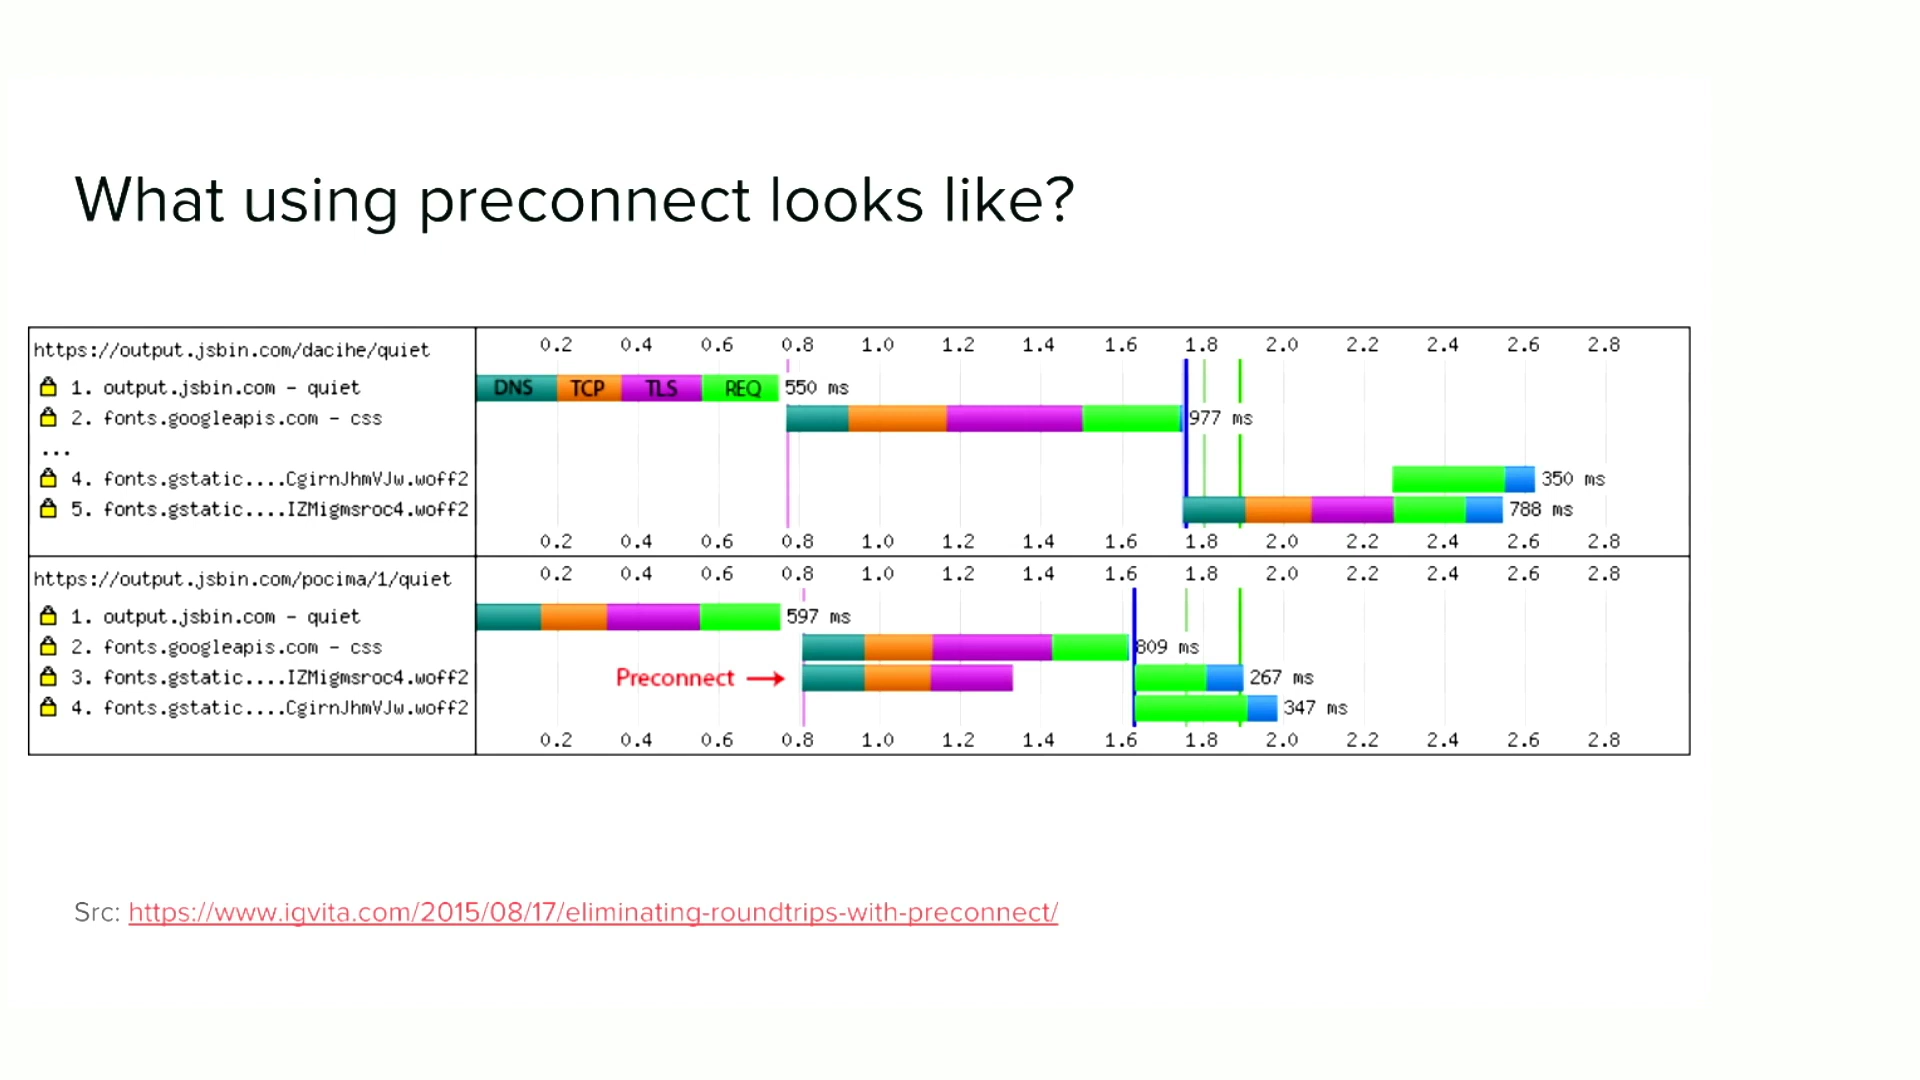 What using preconnect looks like?
https://output.jsbin.com/dacihe/quiet
0.2 0.4 0.6 0.8 1.0 1.2 1.4 1.6 1.8 2.0 2.2 2.4 2.6 2.8
1. output.jsbin.com - quiet DNS TCP TLS REQ 550 ms
2. fonts.googleapis.com - css 977 ms
...
4. fonts.gstatic....CgirnJhmVJw.woff2 350 ms
5. fonts.gstatic....IZMigmsroc4.woff2 788 ms
0.2 0.4 0.6 0.8 1.0 1.2 1.4 1.6 1.8 2.0 2.2 2.4 2.6 2.8
https://output.jsbin.com/pocima/1/quiet
0.2 0.4 0.6 0.8 1.0 1.2 1.4 1.6 1.8 2.0 2.2 2.4 2.6 2.8
1. output.jsbin.com - quiet 597 ms
2. fonts.googleapis.com - css 809 ms
3. fonts.gstatic....IZMigmsroc4.woff2 Preconnect → 267 ms
4. fonts.gstatic....CgirnJhmVJw.woff2 347 ms
0.2 0.4 0.6 0.8 1.0 1.2 1.4 1.6 1.8 2.0 2.2 2.4 2.6 2.8
Src: https://www.igvita.com/2015/08/17/eliminating-roundtrips-with-preconnect/